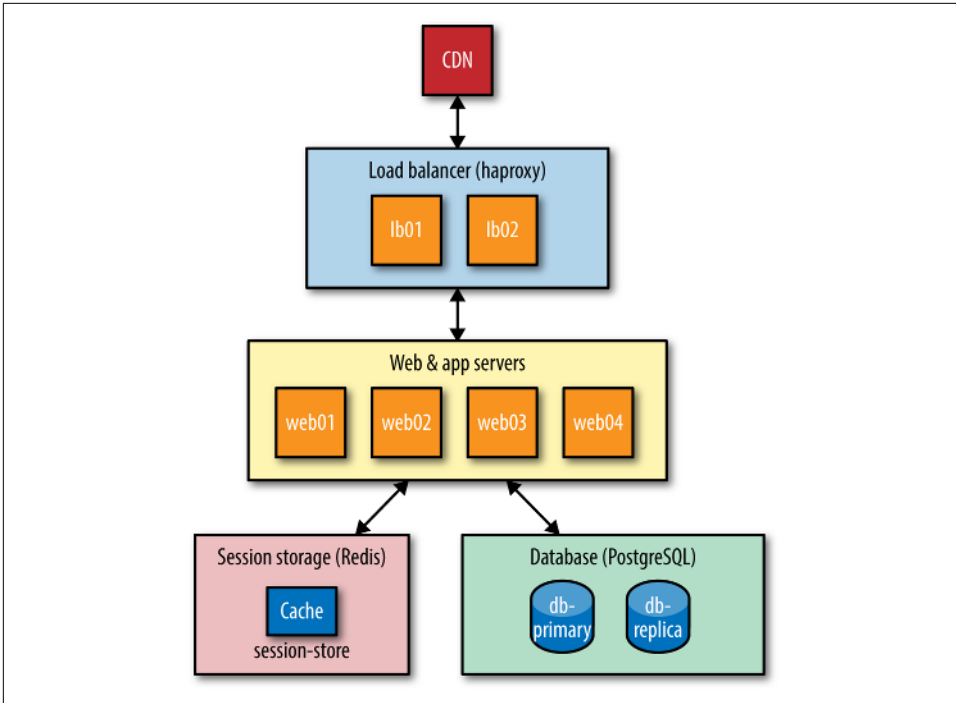 CDN
Load balancer (haproxy)
lb01
lb02
Web & app servers
web01
web02
web03
web04
Session storage (Redis)
Cache
session-store
Database (PostgreSQL)
db-
primary
db-
replica